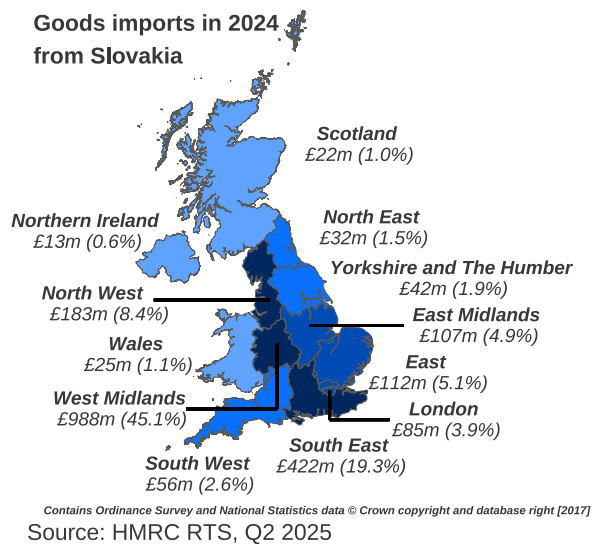 Goods imports in 2024
from Slovakia
Scotland
£22m (1.0%)
Northern Ireland
£13m (0.6%)
North East
£32m (1.5%)
Yorkshire and The Humber
£42m (1.9%)
North West
£183m (8.4%)
East Midlands
£107m (4.9%)
Wales
£25m (1.1%)
East
£112m (5.1%)
West Midlands
£988m (45.1%)
London
£85m (3.9%)
South East
£422m (19.3%)
South West
£56m (2.6%)
Contains Ordinance Survey and National Statistics data © Crown copyright and database right [2017]
Source: HMRC RTS, Q2 2025